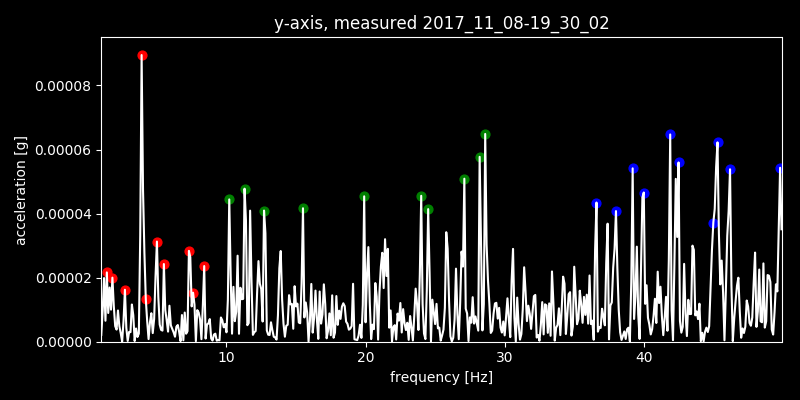 y-axis, measured 2017_11_08-19_30_02
0.00008
0.00006
0.00004
0.00002
0.00000
acceleration [g]
10 20 30 40
frequency [Hz]